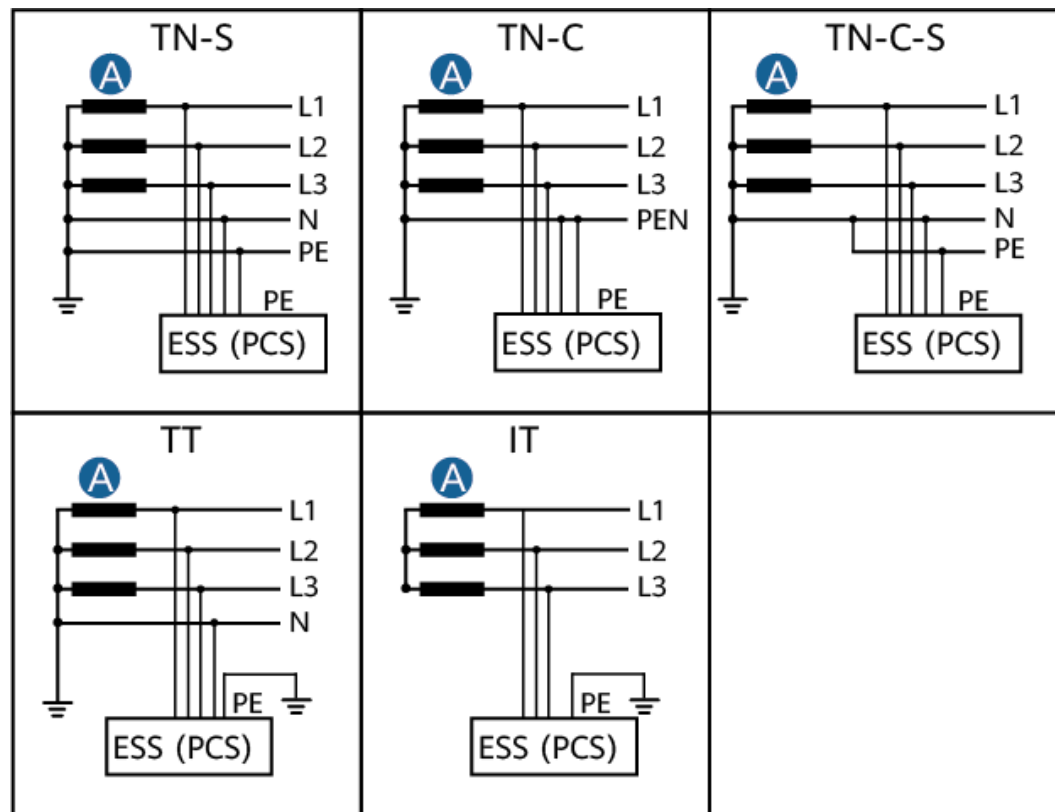 TN-S
A
L1
L2
L3
N
PE
PE
ESS (PCS)
TN-C
A
L1
L2
L3
PEN
PE
ESS (PCS)
TN-C-S
A
L1
L2
L3
N
PE
PE
ESS (PCS)
TT
A
L1
L2
L3
N
PE
ESS (PCS)
IT
A
L1
L2
L3
PE
ESS (PCS)